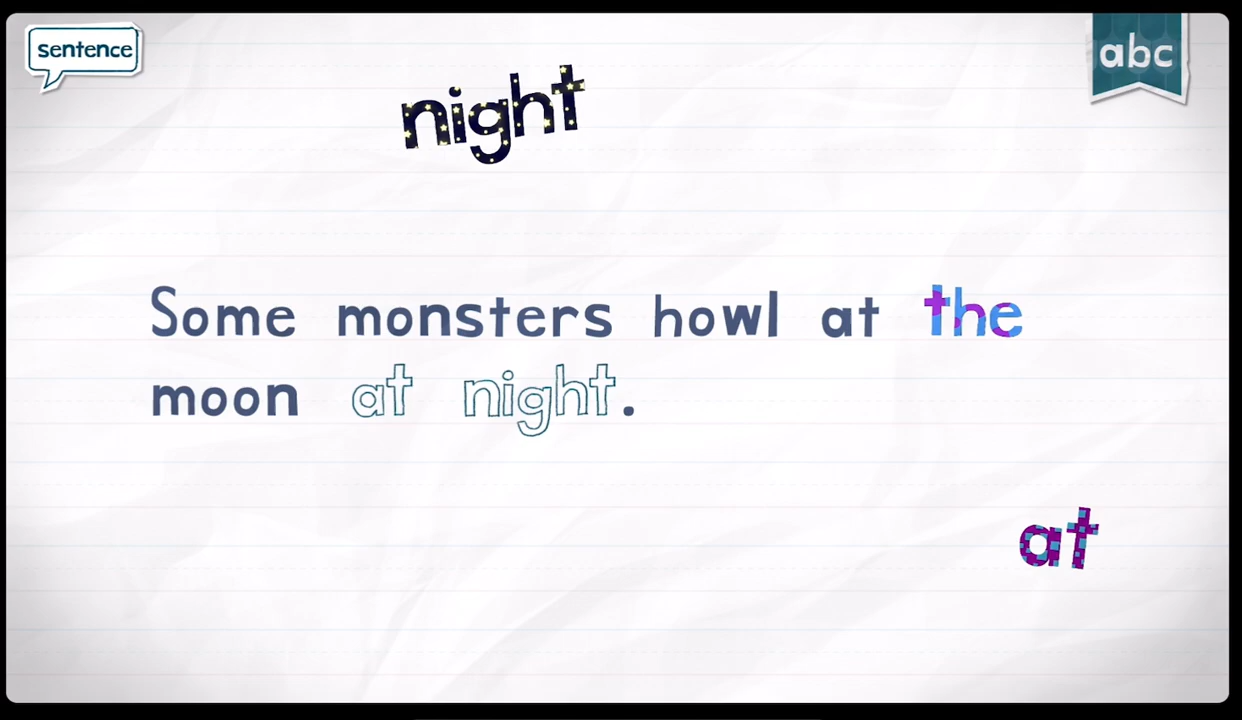 sentence
abc
night
Some monsters howl at the
moon at night.
at